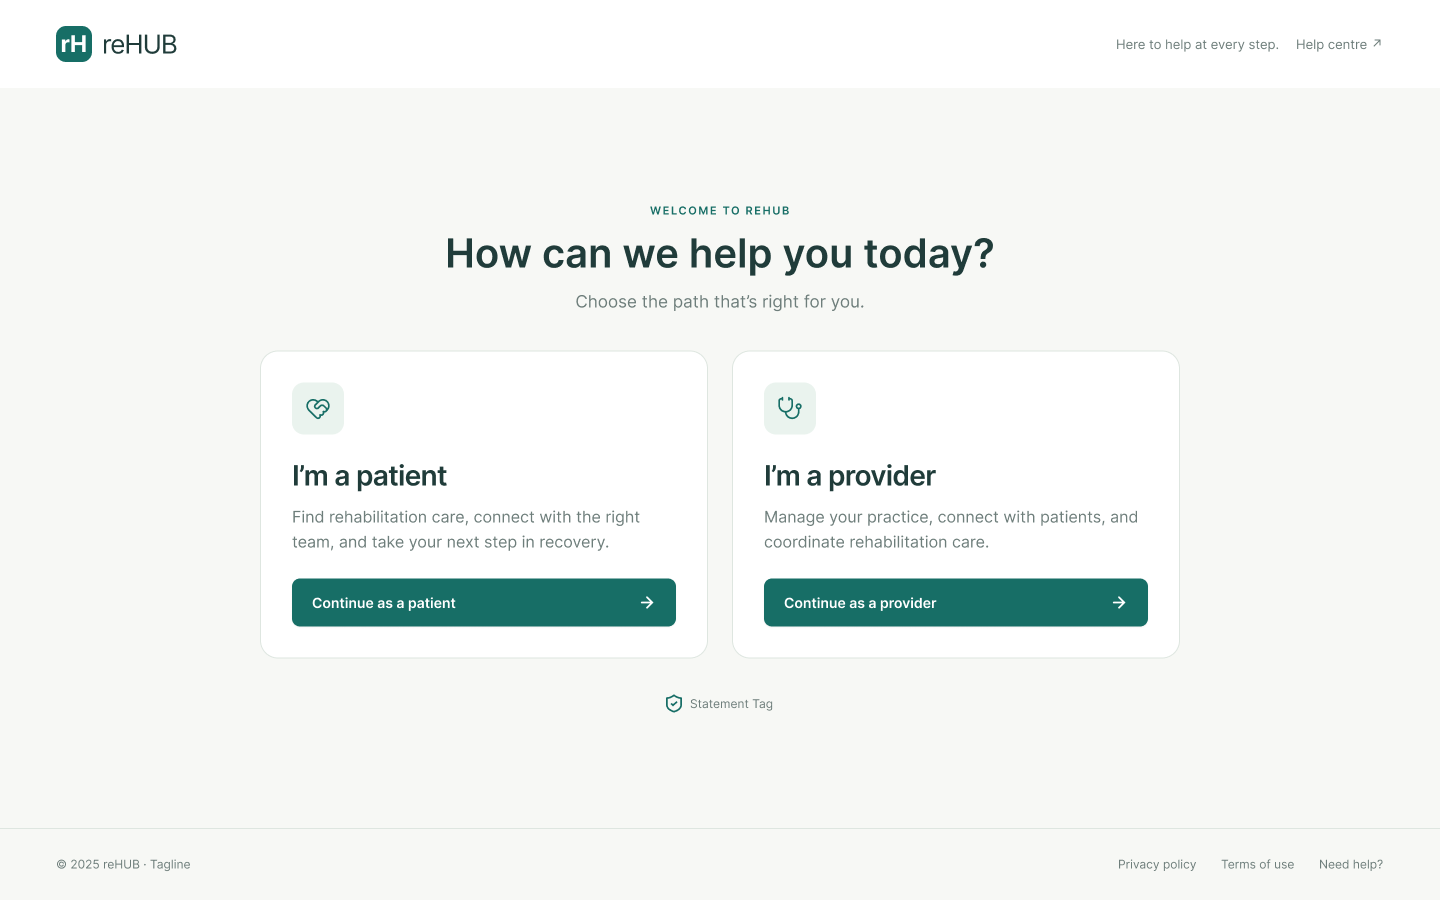 rH reHUB
Here to help at every step. Help centre ↗
WELCOME TO REHUB
How can we help you today?
Choose the path that’s right for you.
I’m a patient
Find rehabilitation care, connect with the right
team, and take your next step in recovery.
Continue as a patient →
I’m a provider
Manage your practice, connect with patients, and
coordinate rehabilitation care.
Continue as a provider →
Statement Tag
© 2025 reHUB · Tagline
Privacy policy Terms of use Need help?